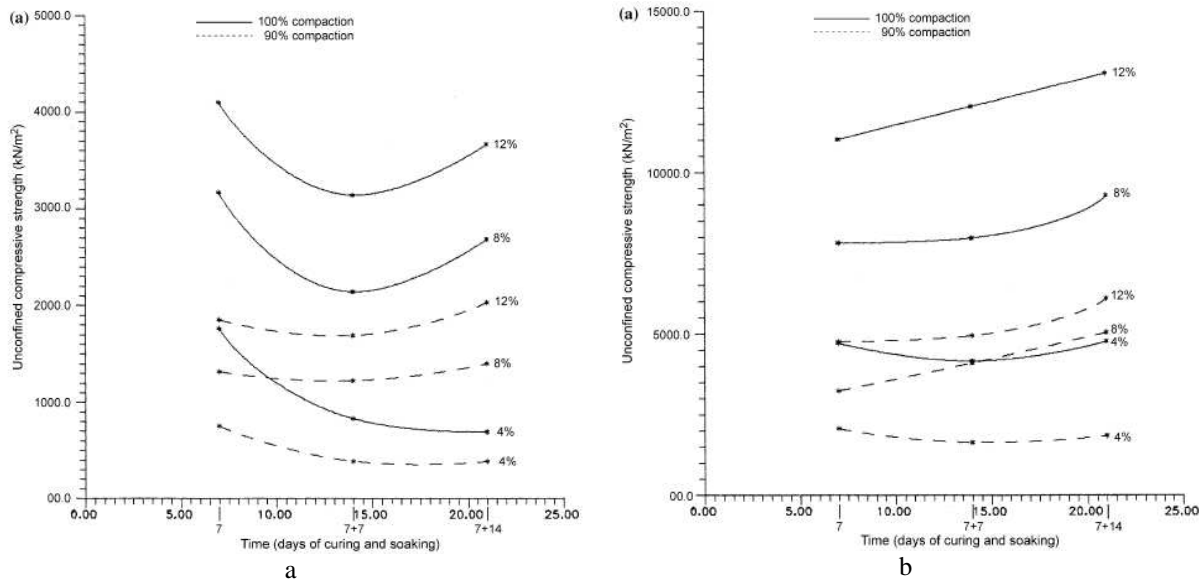 (a)
100% compaction
90% compaction
Unconfined compressive strength (kN/m²)
5000.0
4000.0
3000.0
2000.0
1000.0
00.0
12%
8%
12%
8%
4%
4%
0.00 5.00 10.00 15.00 20.00 25.00
7 7+7 7+14
Time (days of curing and soaking)
a
(a)
100% compaction
90% compaction
Unconfined compressive strength (kN/m²)
15000.0
10000.0
5000.0
00.0
12%
8%
12%
8%
4%
4%
0.00 5.00 10.00 15.00 20.00 25.00
7 7+7 7+14
Time (days of curing and soaking)
b